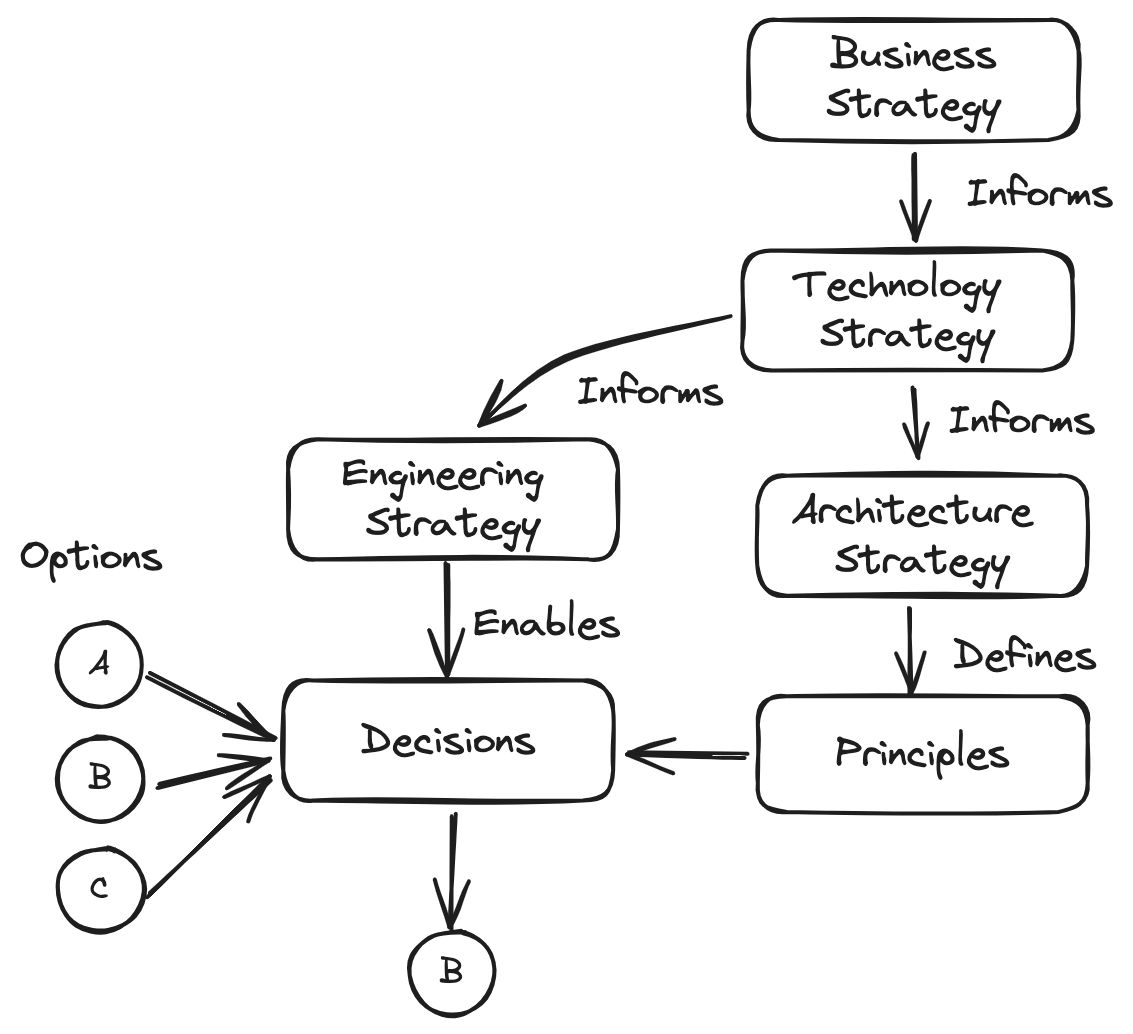 Business
Strategy
Informs
Technology
Strategy
Informs
Informs
Engineering
Strategy
Architecture
Strategy
Options
Enables
Defines
A
B
C
Decisions
Principles
B